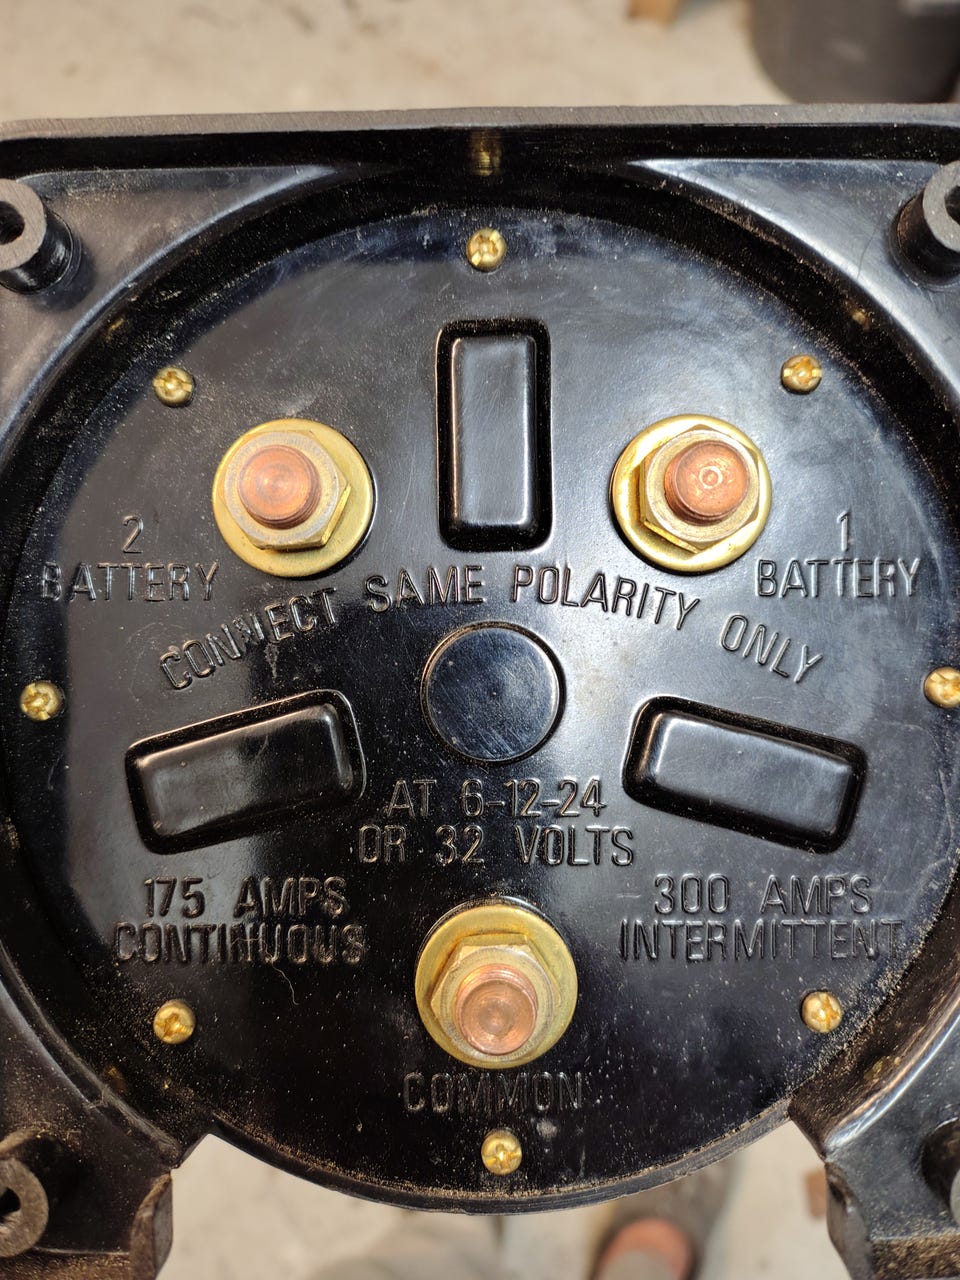 2
BATTERY
1
BATTERY
CONNECT SAME POLARITY ONLY
AT 6-12-24
OR 32 VOLTS
175 AMPS
CONTINUOUS
300 AMPS
INTERMITTENT
COMMON